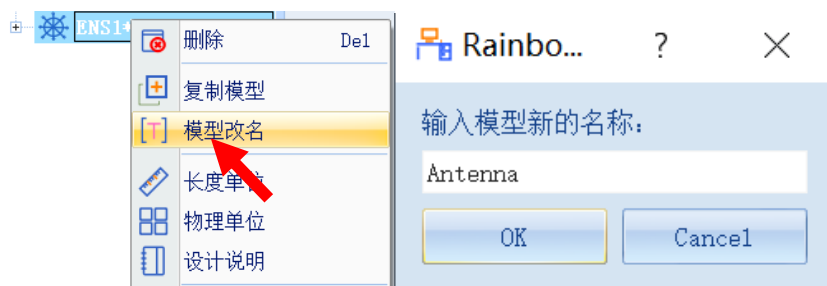 ENS1*
删除 Del
复制模型
模型改名
长度单位
物理单位
设计说明
Rainbo... ?
输入模型新的名称：
Antenna
OK Cancel